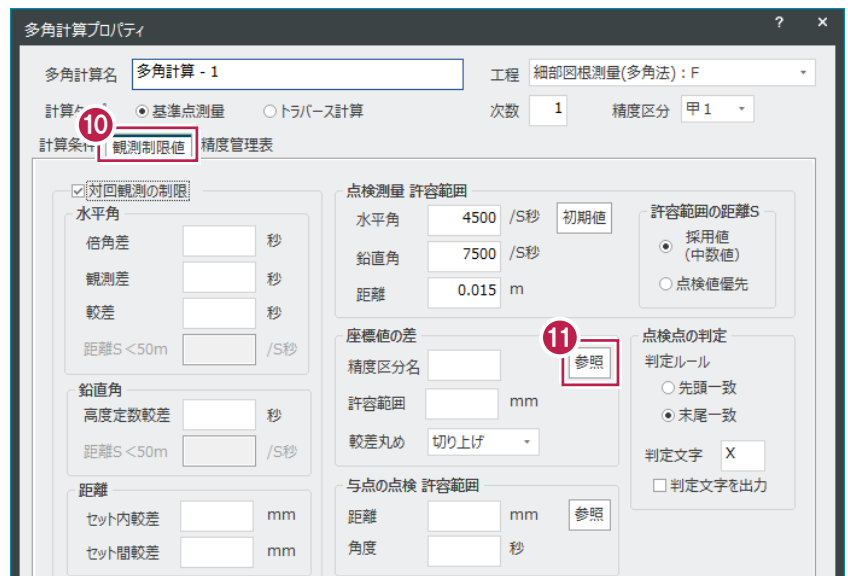 多角計算プロパティ ? ×
多角計算名 多角計算 - 1 工程 細部図根測量(多角法) : F
基準点測量 トラバース計算 次数 1 精度区分 甲1
10
計算条件 観測制限値 精度管理表
対回観測の制限
水平角
倍角差 秒
観測差 秒
較差 秒
距離S<50m /S秒
鉛直角
高度定数較差 秒
距離S<50m /S秒
距離
セット内較差 mm
セット間較差 mm
点検測量 許容範囲
水平角 4500 /S秒 初期値
鉛直角 7500 /S秒
距離 0.015 m
許容範囲の距離S
採用値
(中数値)
点検値優先
座標値の差
11
精度区分名 参照
許容範囲 mm
較差丸め 切り上げ
与点の点検 許容範囲
距離 mm 参照
角度 秒
点検点の判定
判定ルール
先頭一致
末尾一致
判定文字 X
判定文字を出力